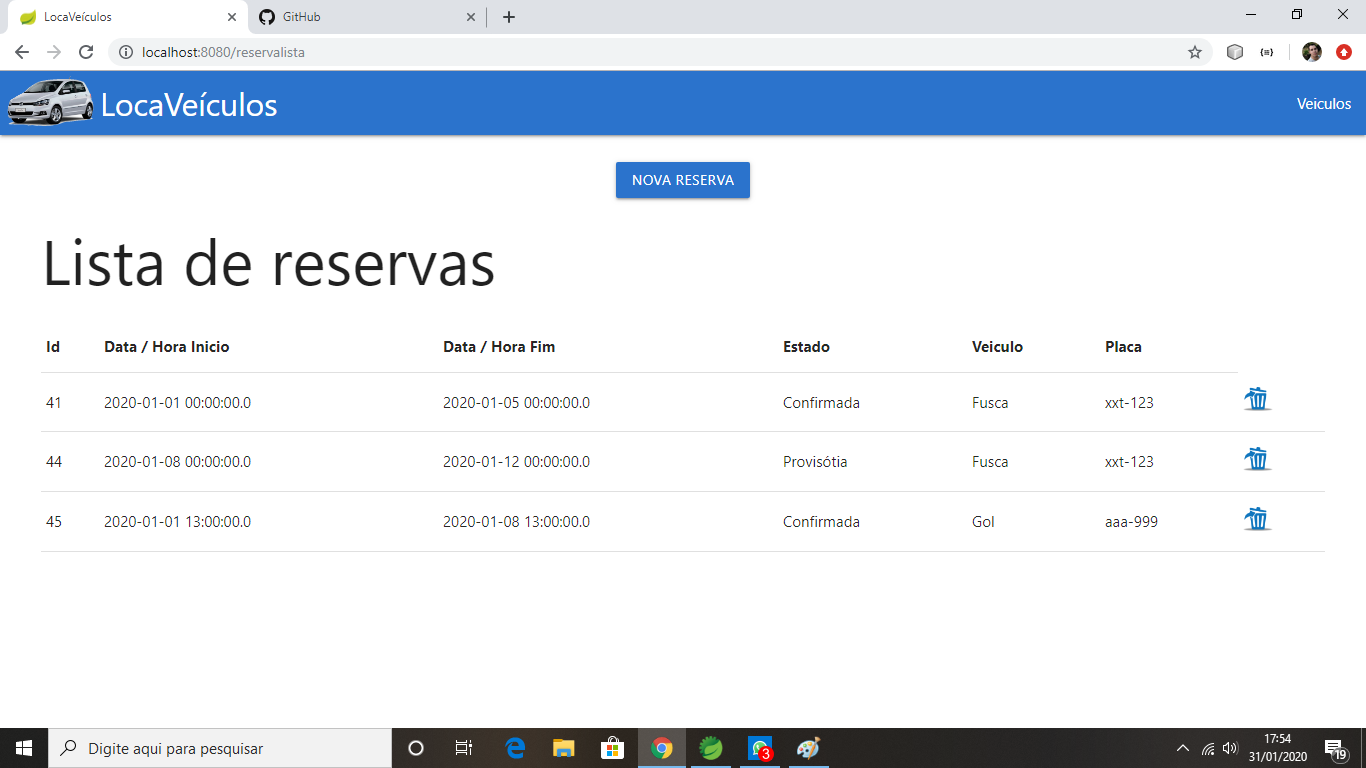 LocaVeículos
GitHub
localhost:8080/reservalista
LocaVeículos
Veiculos
NOVA RESERVA
Lista de reservas
Id Data / Hora Inicio Data / Hora Fim Estado Veiculo Placa
41 2020-01-01 00:00:00.0 2020-01-05 00:00:00.0 Confirmada Fusca xxt-123
44 2020-01-08 00:00:00.0 2020-01-12 00:00:00.0 Provisótia Fusca xxt-123
45 2020-01-01 13:00:00.0 2020-01-08 13:00:00.0 Confirmada Gol aaa-999
Digite aqui para pesquisar
3
17:54
31/01/2020
19